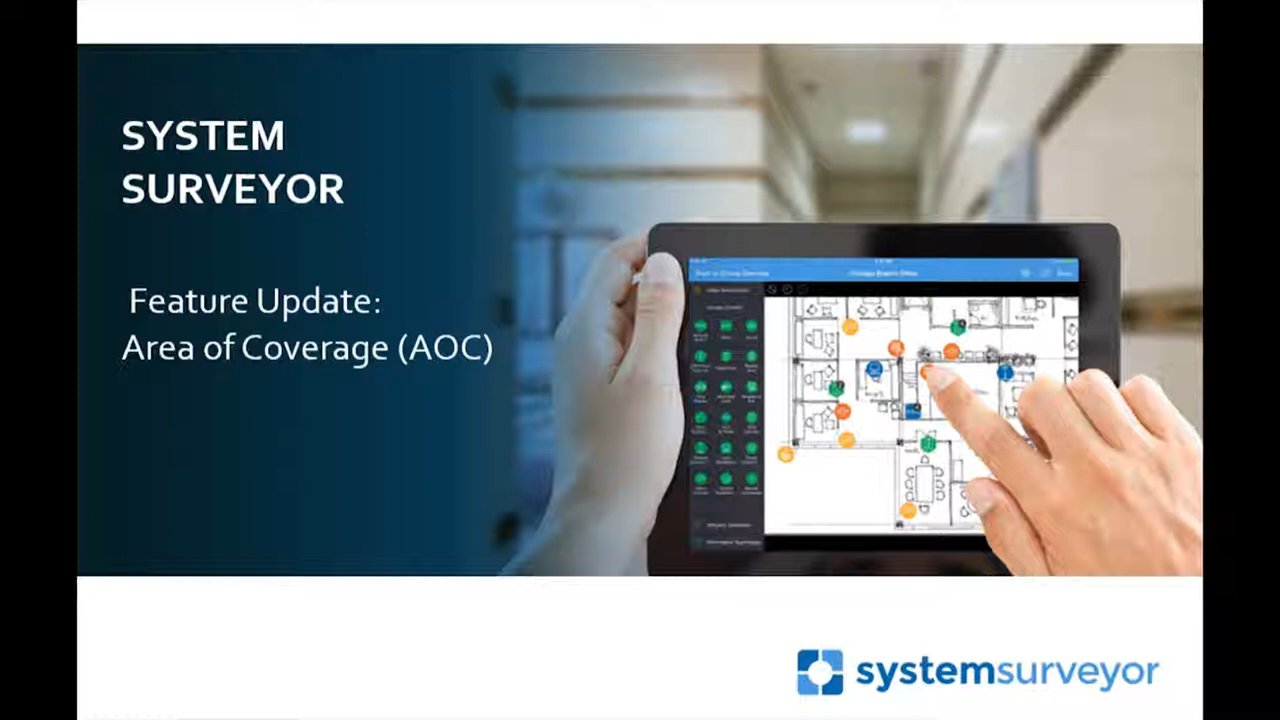 SYSTEM
SURVEYOR
Feature Update:
Area of Coverage (AOC)
systemsurveyor